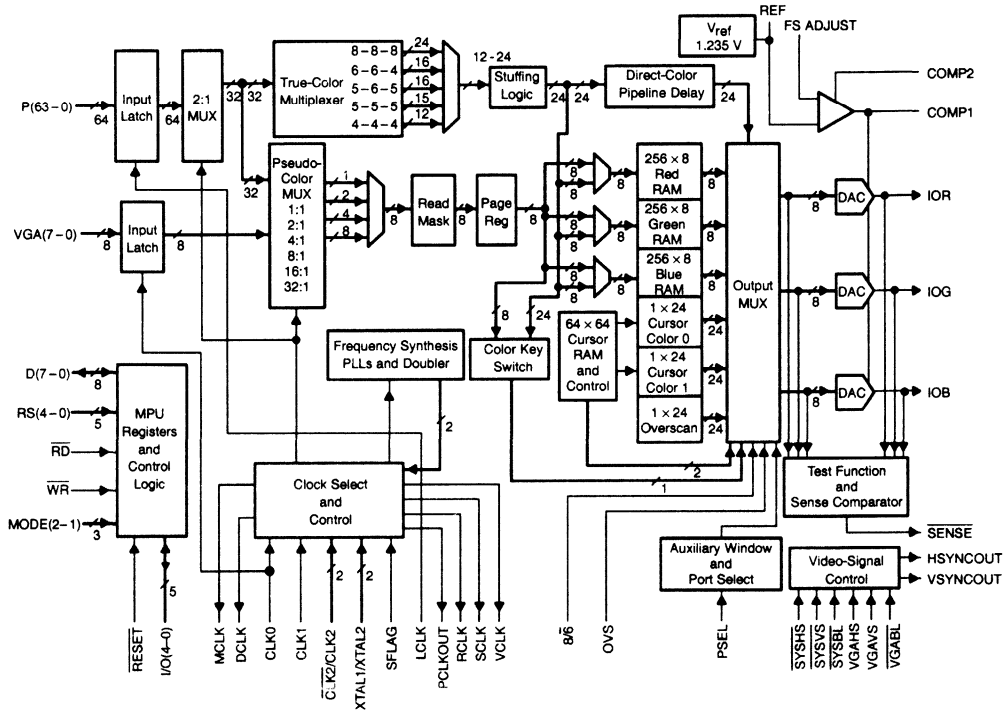 REF
Vref
1.235 V
FS ADJUST
COMP2
COMP1
P(63–0)
64
Input
Latch
64
2:1
MUX
32
32
32
True-Color
Multiplexer
8–8–8
6–6–4
5–6–5
5–5–5
4–4–4
24
16
16
15
12
12-24
Stuffing
Logic
24
24
Direct-Color
Pipeline Delay
24
VGA(7–0)
8
Input
Latch
8
Pseudo-
Color
MUX
1:1
2:1
4:1
8:1
16:1
32:1
1
2
4
8
8
Read
Mask
8
Page
Reg
8
8
8
8
8
8
8
8
8
8
256 × 8
Red
RAM
256 × 8
Green
RAM
256 × 8
Blue
RAM
1 × 24
Cursor
Color 0
1 × 24
Cursor
Color 1
1 × 24
Overscan
8
8
8
24
24
24
Output
MUX
8
DAC
IOR
8
DAC
IOG
8
DAC
IOB
8
24
Color Key
Switch
64 × 64
Cursor
RAM
and
Control
Frequency Synthesis
PLLs and Doubler
2
Clock Select
and
Control
2
1
D(7–0)
8
RS(4–0)
5
RD
WR
MODE(2–1)
3
MPU
Registers
and
Control
Logic
5
RESET
I/O(4–0)
2
2
MCLK
DCLK
CLK0
CLK1
CLK2/CLK2
XTAL1/XTAL2
SFLAG
LCLK
PCLKOUT
RCLK
SCLK
VCLK
8/6
OVS
Test Function
and
Sense Comparator
SENSE
Auxiliary Window
and
Port Select
PSEL
Video-Signal
Control
HSYNCOUT
VSYNCOUT
SYSHS
SYSVS
SYSBL
VGAHS
VGAVS
VGABL